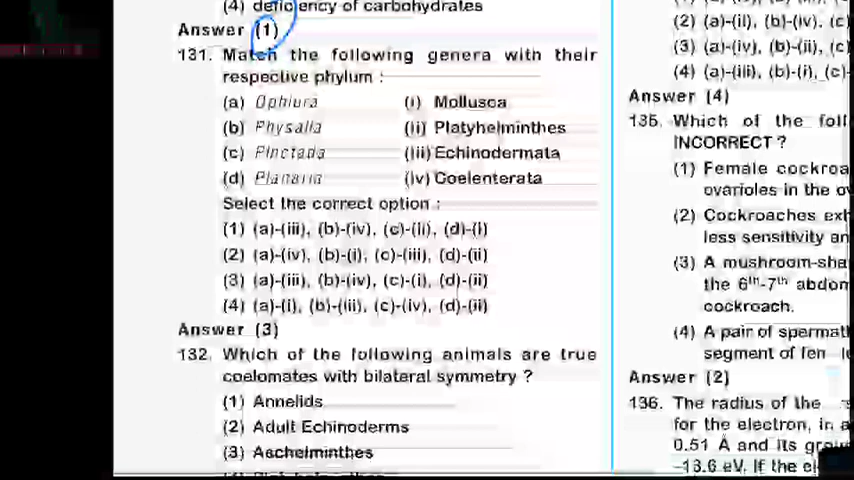 (4) deficiency of carbohydrates
Answer (1)
131. Match the following genera with their
respective phylum :
(a) Ophiura (i) Mollusca
(b) Physalia (ii) Platyhelminthes
(c) Pinctada (iii) Echinodermata
(d) Planaria (iv) Coelenterata
Select the correct option :
(1) (a)-(iii), (b)-(iv), (c)-(ii), (d)-(i)
(2) (a)-(iv), (b)-(i), (c)-(iii), (d)-(ii)
(3) (a)-(iii), (b)-(iv), (c)-(i), (d)-(ii)
(4) (a)-(i), (b)-(iii), (c)-(iv), (d)-(ii)
Answer (3)
132. Which of the following animals are true
coelomates with bilateral symmetry ?
(1) Annelids
(2) Adult Echinoderms
(3) Aschelminthes
(2) (a)-(ii), (b)-(iv), (c
(3) (a)-(iv), (b)-(ii), (c
(4) (a)-(iii), (b)-(i), (c)-
Answer (4)
135. Which of the foll
INCORRECT ?
(1) Female cockroa
ovarioles in the ov
(2) Cockroaches exh
less sensitivity an
(3) A mushroom-sha
the 6th-7th abdom
cockroach.
(4) A pair of spermat
segment of fem
Answer (2)
136. The radius of the
for the electron, in a
0.51 Å and its grou
–13.6 eV. If the el